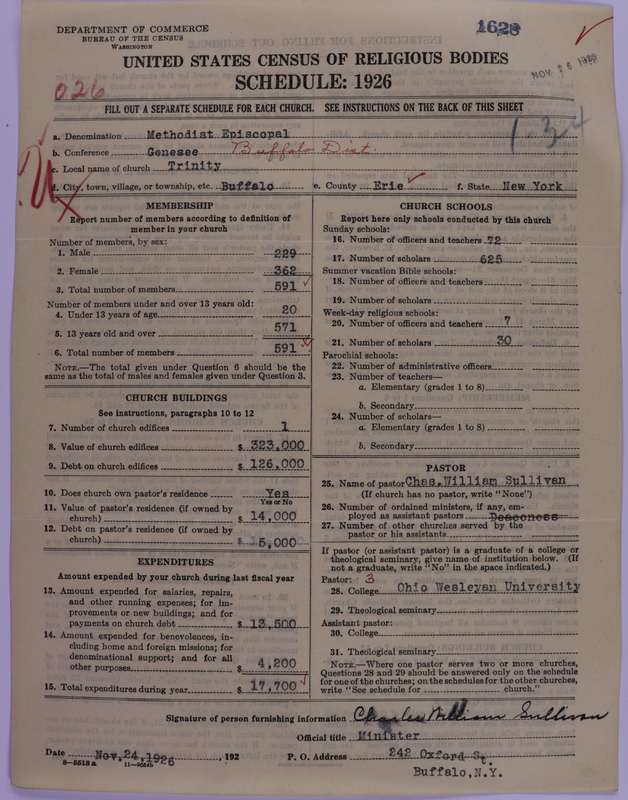 DEPARTMENT OF COMMERCE
BUREAU OF THE CENSUS
WASHINGTON
1628
NOV 26 1926
UNITED STATES CENSUS OF RELIGIOUS BODIES
SCHEDULE: 1926
026
FILL OUT A SEPARATE SCHEDULE FOR EACH CHURCH. SEE INSTRUCTIONS ON THE BACK OF THIS SHEET
1-34
a. Denomination Methodist Episcopal
b. Conference Genesee Buffalo Dist.
c. Local name of church Trinity
d. City, town, village, or township, etc. Buffalo e. County Erie f. State New York
MEMBERSHIP
Report number of members according to definition of
member in your church
Number of members, by sex:
1. Male 229
2. Female 362
3. Total number of members 591
Number of members under and over 13 years old:
4. Under 13 years of age 20
5. 13 years old and over 571
6. Total number of members 591
NOTE.—The total given under Question 6 should be
same as the total of males and females given under Question 3.
CHURCH BUILDINGS
See instructions, paragraphs 10 to 12
7. Number of church edifices 1
8. Value of church edifices $ 323,000
9. Debt on church edifices $ 126,000
10. Does church own pastor's residence Yes
Yes or No
11. Value of pastor's residence (if owned by
church) $ 14,000
12. Debt on pastor's residence (if owned by
church) $ 5,000
EXPENDITURES
Amount expended by your church during last fiscal year
13. Amount expended for salaries, repairs,
and other running expenses; for im-
provements or new buildings; and for
payments on church debt $ 13,500
14. Amount expended for benevolences, in-
cluding home and foreign missions; for
denominational support; and for all
other purposes $ 4,200
15. Total expenditures during year $ 17,700
CHURCH SCHOOLS
Report here only schools conducted by this church
Sunday schools:
16. Number of officers and teachers 72
17. Number of scholars 625
Summer vacation Bible schools:
18. Number of officers and teachers
19. Number of scholars
Week-day religious schools:
20. Number of officers and teachers 7
21. Number of scholars 30
Parochial schools:
22. Number of administrative officers
23. Number of teachers—
a. Elementary (grades 1 to 8)
b. Secondary
24. Number of scholars—
a. Elementary (grades 1 to 8)
b. Secondary
PASTOR
25. Name of pastor Chas. William Sullivan
(If church has no pastor, write "None")
26. Number of ordained ministers, if any, em-
ployed as assistant pastors Deaconess
27. Number of other churches served by the
pastor or his assistants
If pastor (or assistant pastor) is a graduate of a college or
theological seminary, give name of institution below. (If
not a graduate, write "No" in the space indicated.)
Pastor: 3
28. College Ohio Wesleyan University
29. Theological seminary
Assistant pastor:
30. College
31. Theological seminary
NOTE.—Where one pastor serves two or more churches,
Questions 28 and 29 should be answered only on the schedule
for one of the churches; on the schedules for the other churches,
write "See schedule for church."
Signature of person furnishing information Charles William Sullivan
Official title Minister
Date Nov, 24, 1926, 192 P. O. Address 242 Oxford St.
Buffalo, N.Y.
8—5518 a 11—9664b